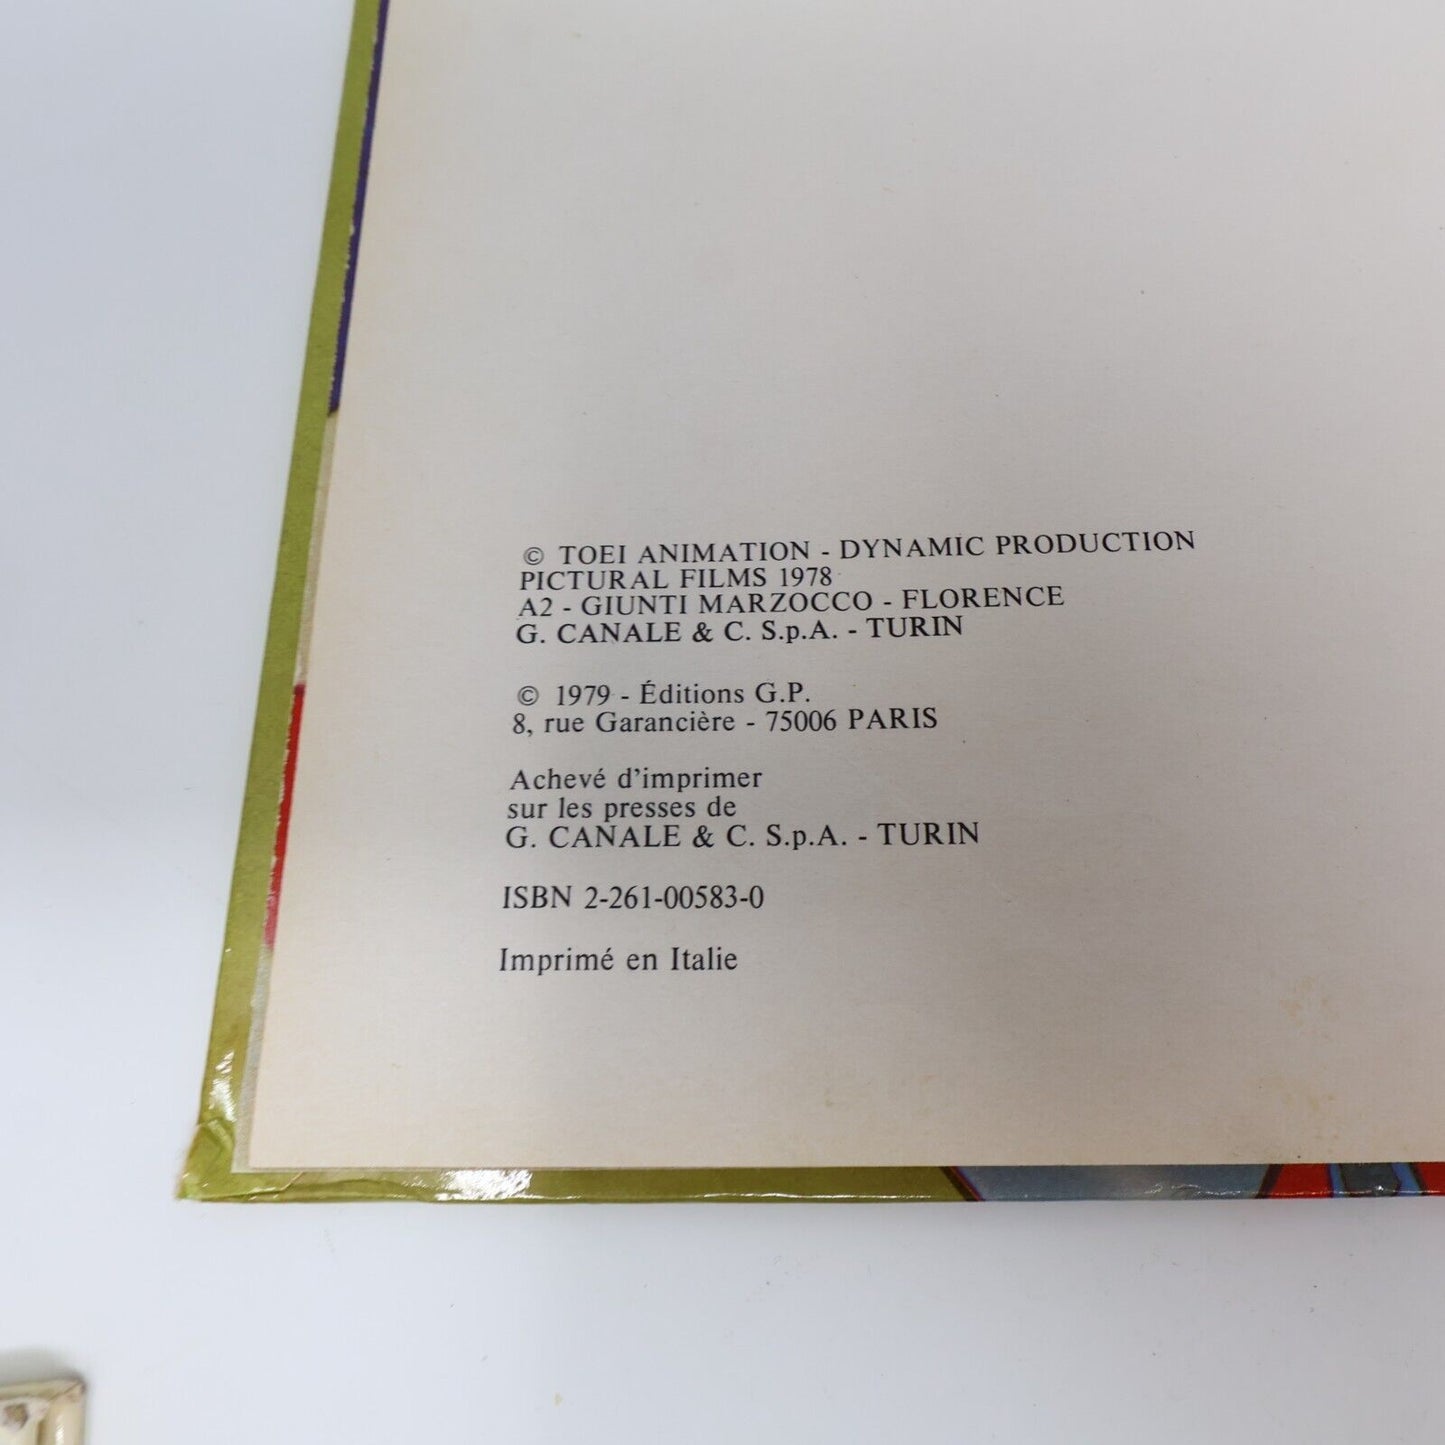 © TOEI ANIMATION - DYNAMIC PRODUCTION
PICTURAL FILMS 1978
A2 - GIUNTI MARZOCCO - FLORENCE
G. CANALE & C. S.p.A. - TURIN
© 1979 - Éditions G.P.
8, rue Garancière - 75006 PARIS
Achevé d'imprimer
sur les presses de
G. CANALE & C. S.p.A. - TURIN
ISBN 2-261-00583-0
Imprimé en Italie